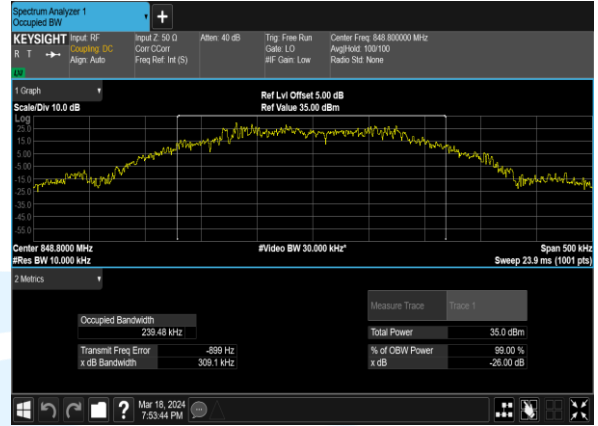 Spectrum Analyzer 1
Occupied BW
KEYSIGHT
R T
Input: RF
Coupling: DC
Align: Auto
Input Z: 50 Ω
Corr CCorr
Freq Ref: Int (S)
Atten: 40 dB
Trig: Free Run
Gate: LO
#IF Gain: Low
Center Freq: 848.800000 MHz
Avg|Hold: 100/100
Radio Std: None
1 Graph
Scale/Div 10.0 dB
Ref Lvl Offset 5.00 dB
Ref Value 35.00 dBm
Log
25.0
15.0
5.00
-5.00
-15.0
-25.0
-35.0
-45.0
-55.0
Center 848.8000 MHz
#Res BW 10.000 kHz
#Video BW 30.000 kHz*
Span 500 kHz
Sweep 23.9 ms (1001 pts)
2 Metrics
Occupied Bandwidth
239.48 kHz
Transmit Freq Error -899 Hz
x dB Bandwidth 309.1 kHz
Measure Trace Trace 1
Total Power 35.0 dBm
% of OBW Power 99.00 %
x dB -26.00 dB
Mar 18, 2024
7:53:44 PM